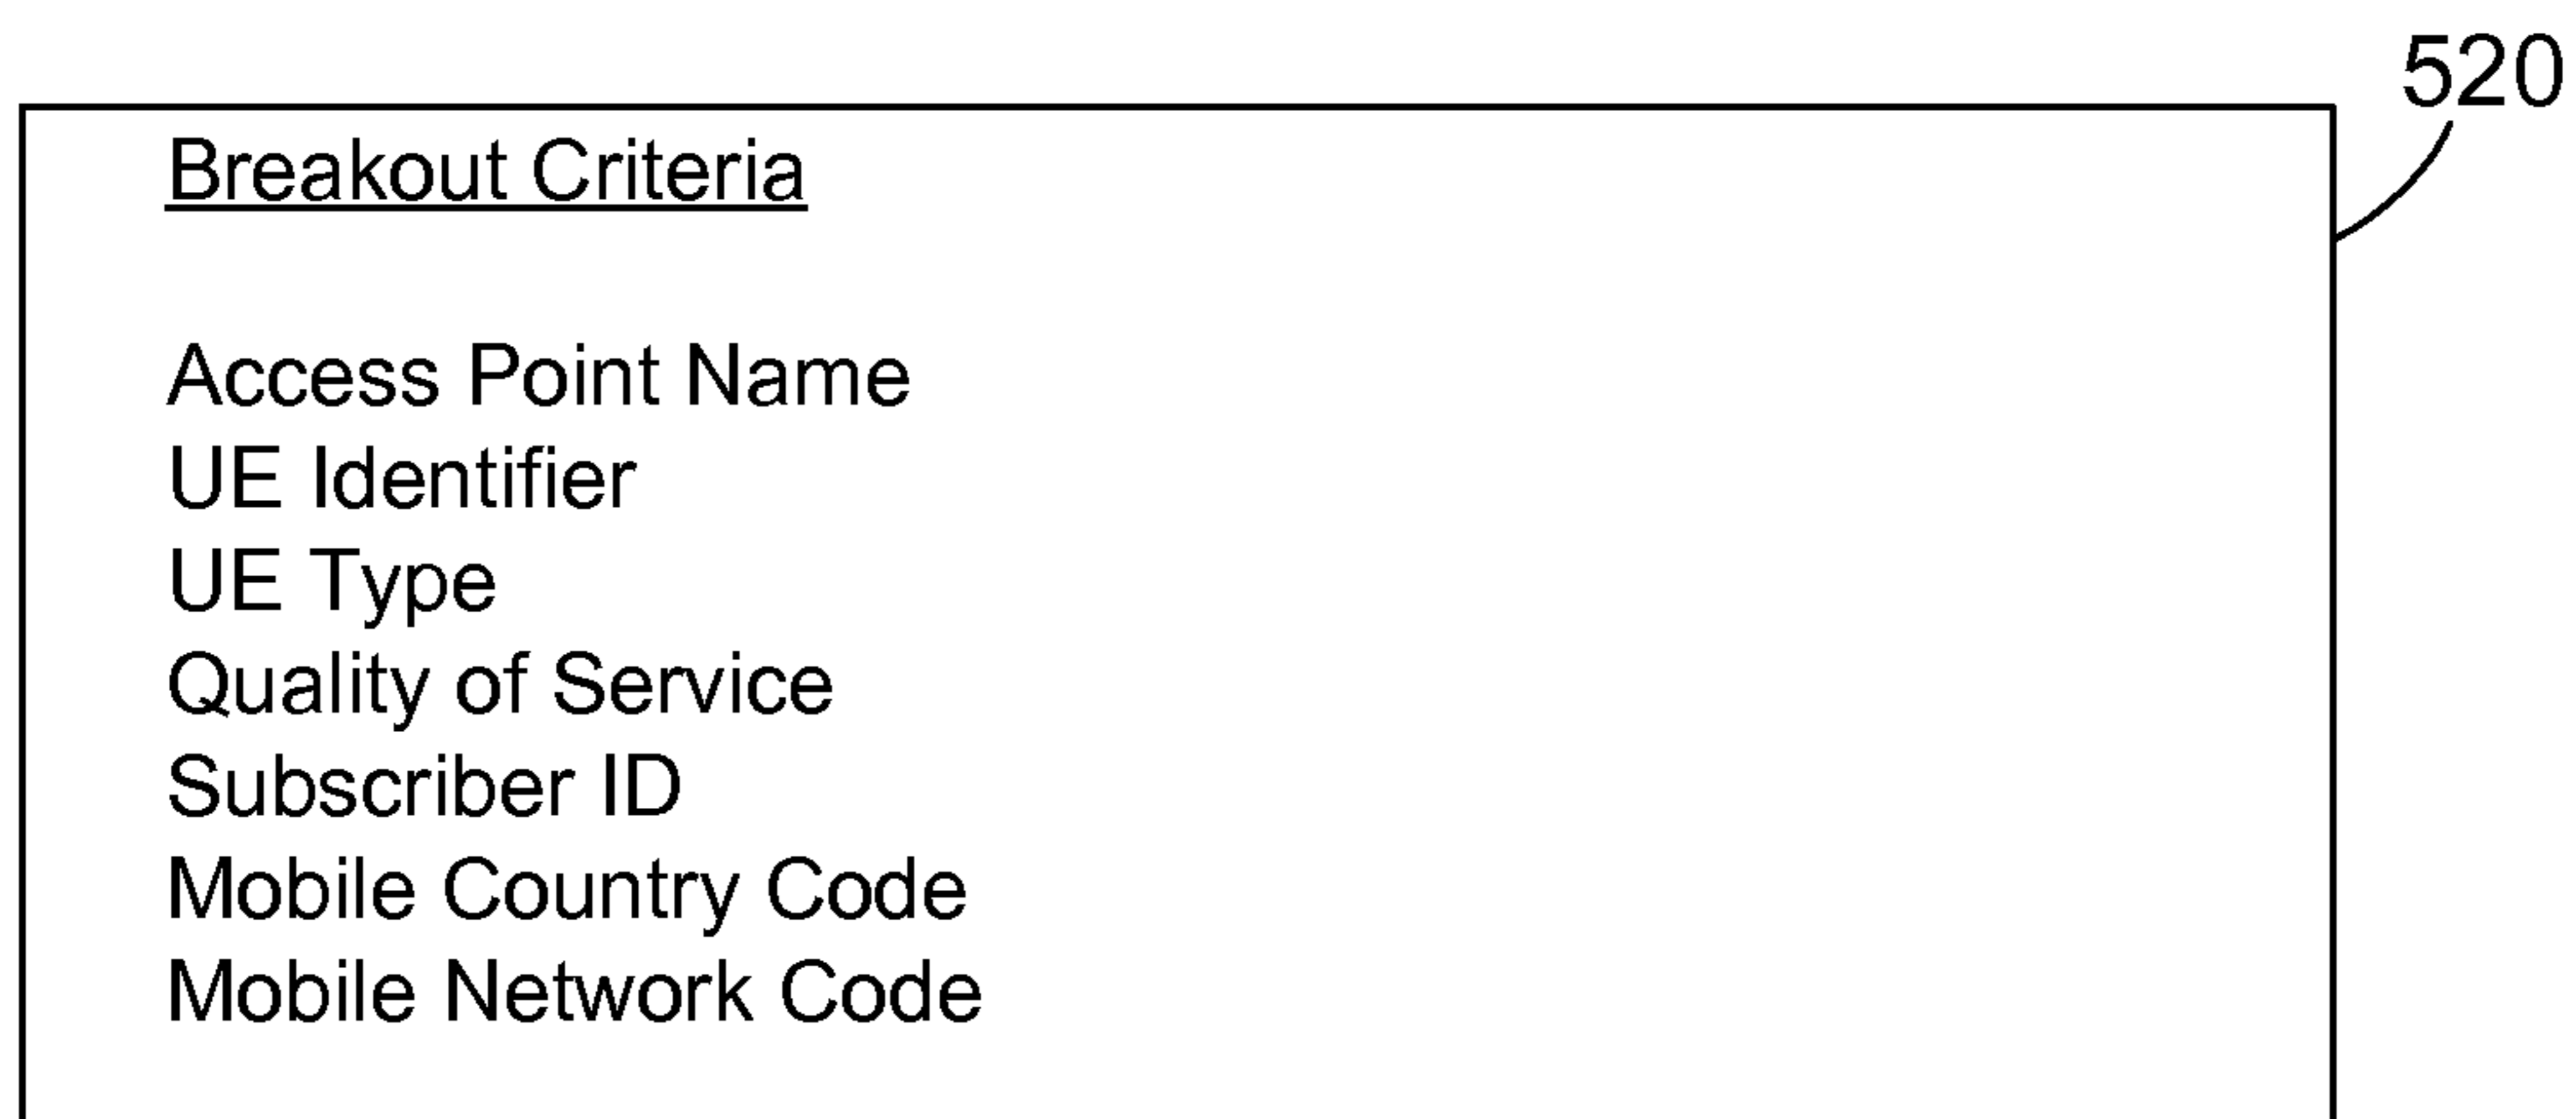 520
Breakout Criteria
Access Point Name
UE Identifier
UE Type
Quality of Service
Subscriber ID
Mobile Country Code
Mobile Network Code